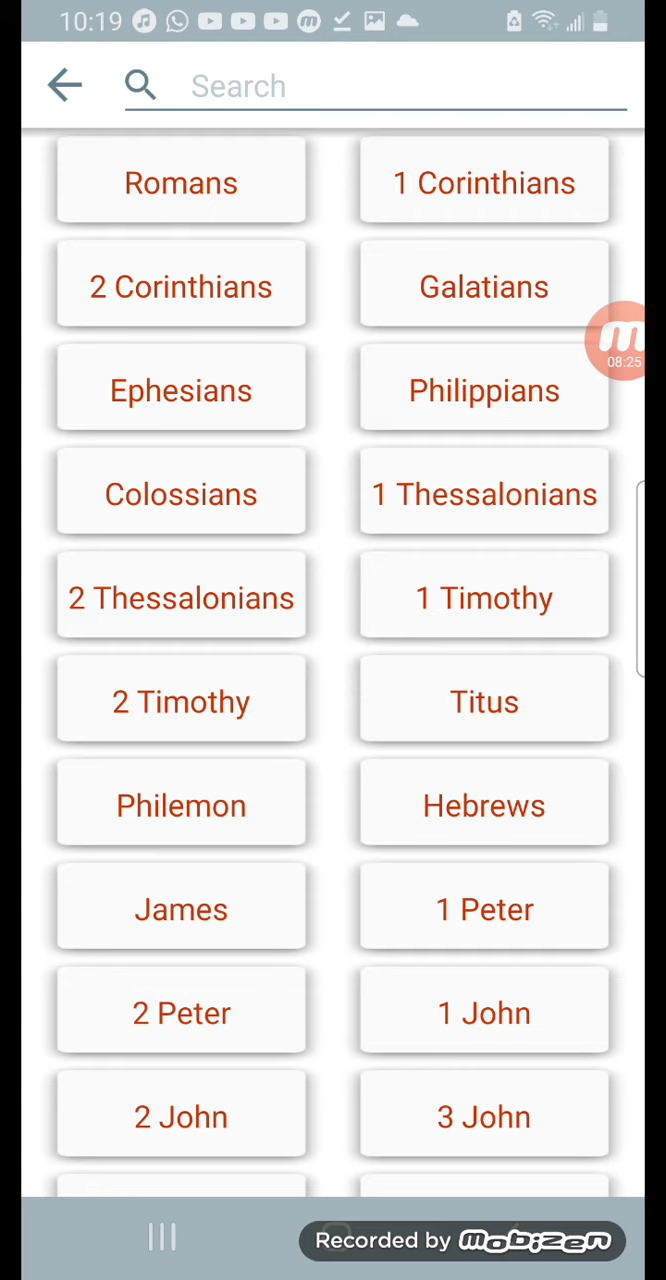 10:19
Search
Romans
1 Corinthians
2 Corinthians
Galatians
08:25
Ephesians
Philippians
Colossians
1 Thessalonians
2 Thessalonians
1 Timothy
2 Timothy
Titus
Philemon
Hebrews
James
1 Peter
2 Peter
1 John
2 John
3 John
Recorded by mobizen